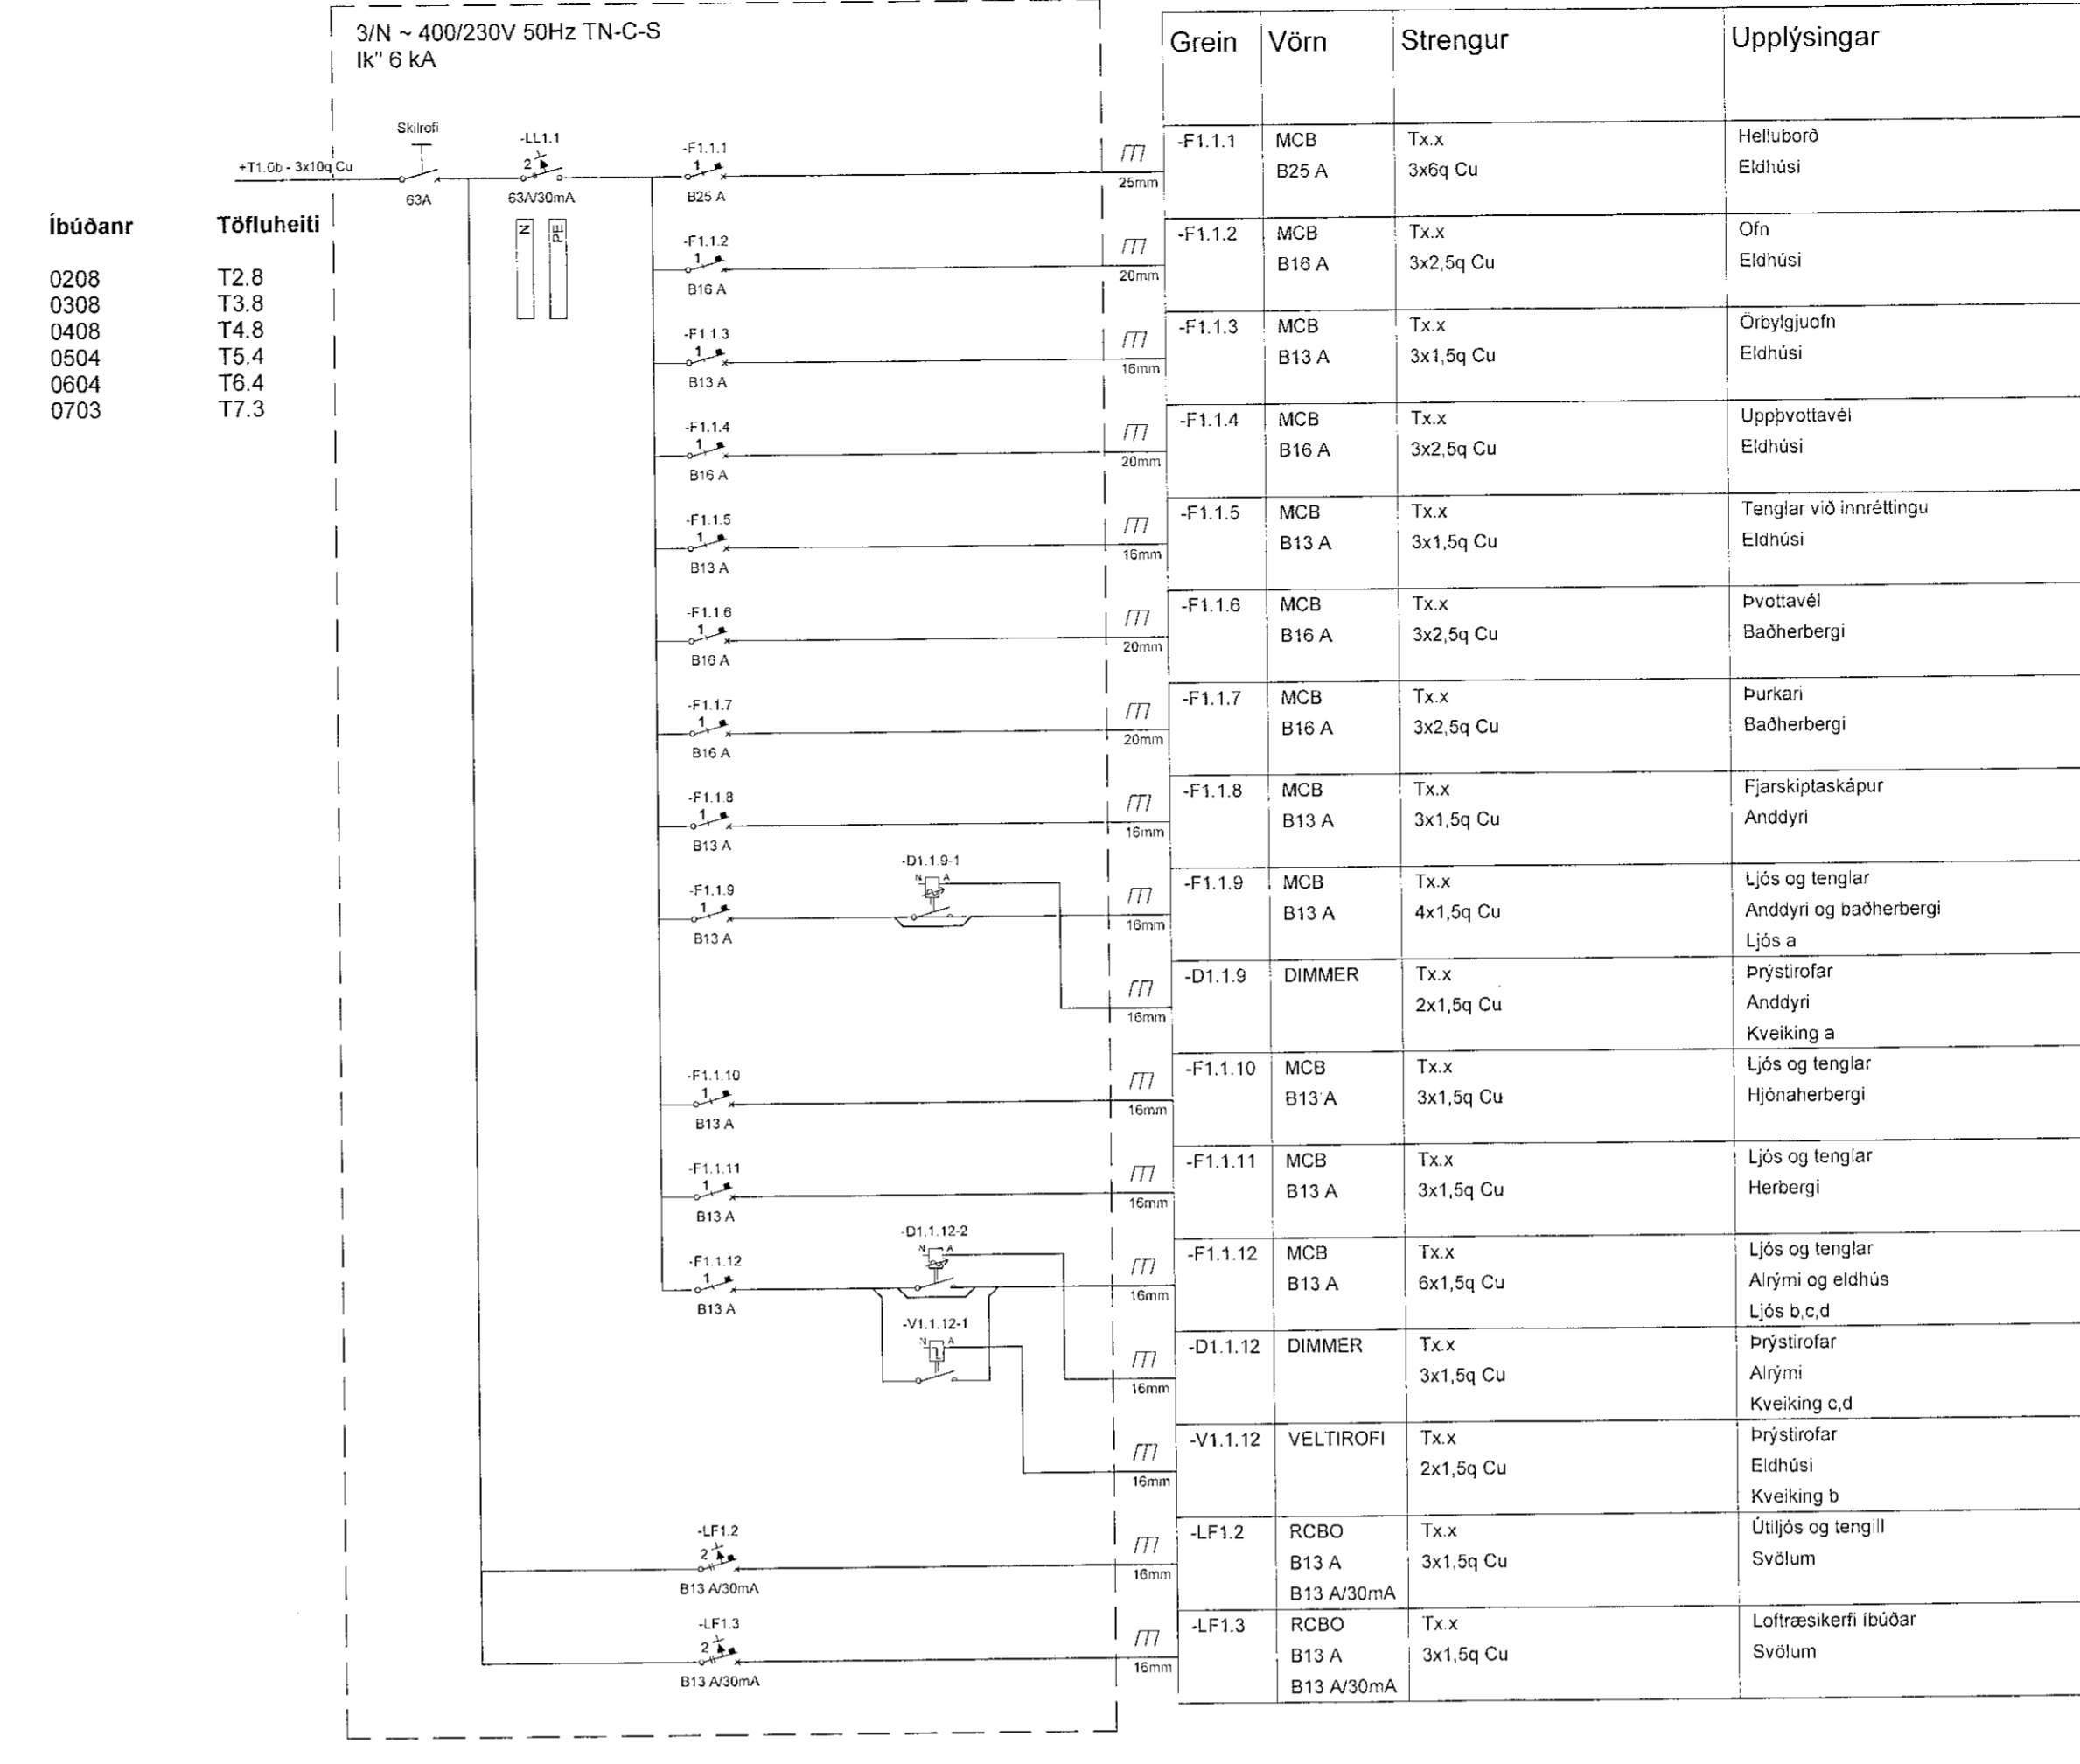 3/N ~ 400/230V 50Hz TN-C-S
Ik" 6 kA
Skilrofi
+T1.0b - 3x10q Cu
63A
-LL1.1
2
63A/30mA
N
PE
Íbúðanr Töfluheiti
0208 T2.8
0308 T3.8
0408 T4.8
0504 T5.4
0604 T6.4
0703 T7.3
-F1.1.1
1
B25 A
25mm
-F1.1.2
1
B16 A
20mm
-F1.1.3
1
B13 A
16mm
-F1.1.4
1
B16 A
20mm
-F1.1.5
1
B13 A
16mm
-F1.1.6
1
B16 A
20mm
-F1.1.7
1
B16 A
20mm
-F1.1.8
1
B13 A
16mm
-F1.1.9
1
B13 A
-D1.1.9-1
N A
16mm
16mm
-F1.1.10
1
B13 A
16mm
-F1.1.11
1
B13 A
16mm
-F1.1.12
1
B13 A
-D1.1.12-2
N A
16mm
-V1.1.12-1
N A
16mm
16mm
-LF1.2
2
B13 A/30mA
16mm
-LF1.3
2
B13 A/30mA
16mm
Grein Vörn Strengur Upplýsingar
-F1.1.1 MCB Tx.x Helluborð
B25 A 3x6q Cu Eldhúsi
-F1.1.2 MCB Tx.x Ofn
B16 A 3x2,5q Cu Eldhúsi
-F1.1.3 MCB Tx.x Örbylgjuofn
B13 A 3x1,5q Cu Eldhúsi
-F1.1.4 MCB Tx.x Uppþvottavél
B16 A 3x2,5q Cu Eldhúsi
-F1.1.5 MCB Tx.x Tenglar við innréttingu
B13 A 3x1,5q Cu Eldhúsi
-F1.1.6 MCB Tx.x Þvottavél
B16 A 3x2,5q Cu Baðherbergi
-F1.1.7 MCB Tx.x Þurkari
B16 A 3x2,5q Cu Baðherbergi
-F1.1.8 MCB Tx.x Fjarskiptaskápur
B13 A 3x1,5q Cu Anddyri
-F1.1.9 MCB Tx.x Ljós og tenglar
B13 A 4x1,5q Cu Anddyri og baðherbergi
Ljós a
-D1.1.9 DIMMER Tx.x Þrýstirofar
2x1,5q Cu Anddyri
Kveiking a
-F1.1.10 MCB Tx.x Ljós og tenglar
B13 A 3x1,5q Cu Hjónaherbergi
-F1.1.11 MCB Tx.x Ljós og tenglar
B13 A 3x1,5q Cu Herbergi
-F1.1.12 MCB Tx.x Ljós og tenglar
B13 A 6x1,5q Cu Alrými og eldhús
Ljós b,c,d
-D1.1.12 DIMMER Tx.x Þrýstirofar
3x1,5q Cu Alrými
Kveiking c,d
-V1.1.12 VELTIROFI Tx.x Þrýstirofar
2x1,5q Cu Eldhúsi
Kveiking b
-LF1.2 RCBO Tx.x Útiljós og tengill
B13 A 3x1,5q Cu Svölum
B13 A/30mA
-LF1.3 RCBO Tx.x Loftræsikerfi íbúðar
B13 A 3x1,5q Cu Svölum
B13 A/30mA